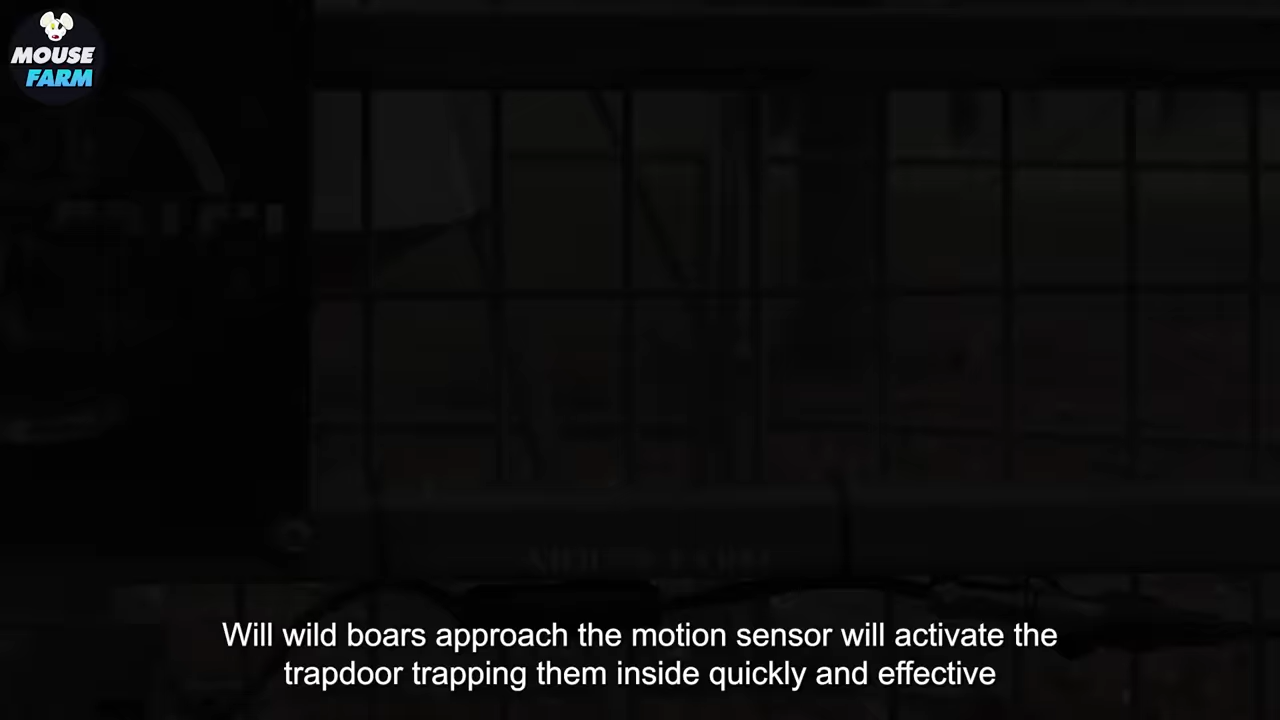 MOUSE
FARM
Will wild boars approach the motion sensor will activate the
trapdoor trapping them inside quickly and effective